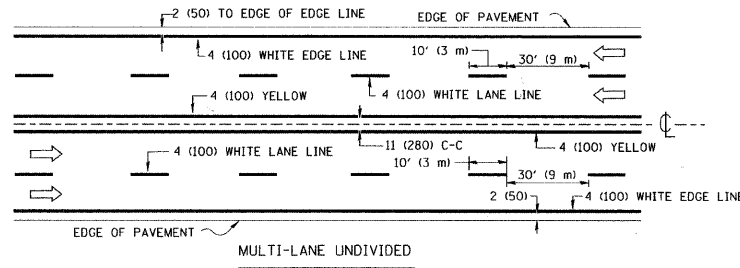 2 (50) TO EDGE OF EDGE LINE
EDGE OF PAVEMENT
4 (100) WHITE EDGE LINE
10' (3 m)
30' (9 m)
4 (100) YELLOW
4 (100) WHITE LANE LINE
℄
4 (100) WHITE LANE LINE
11 (280) C-C
4 (100) YELLOW
10' (3 m)
30' (9 m)
2 (50)
4 (100) WHITE EDGE LINE
EDGE OF PAVEMENT
MULTI-LANE UNDIVIDED